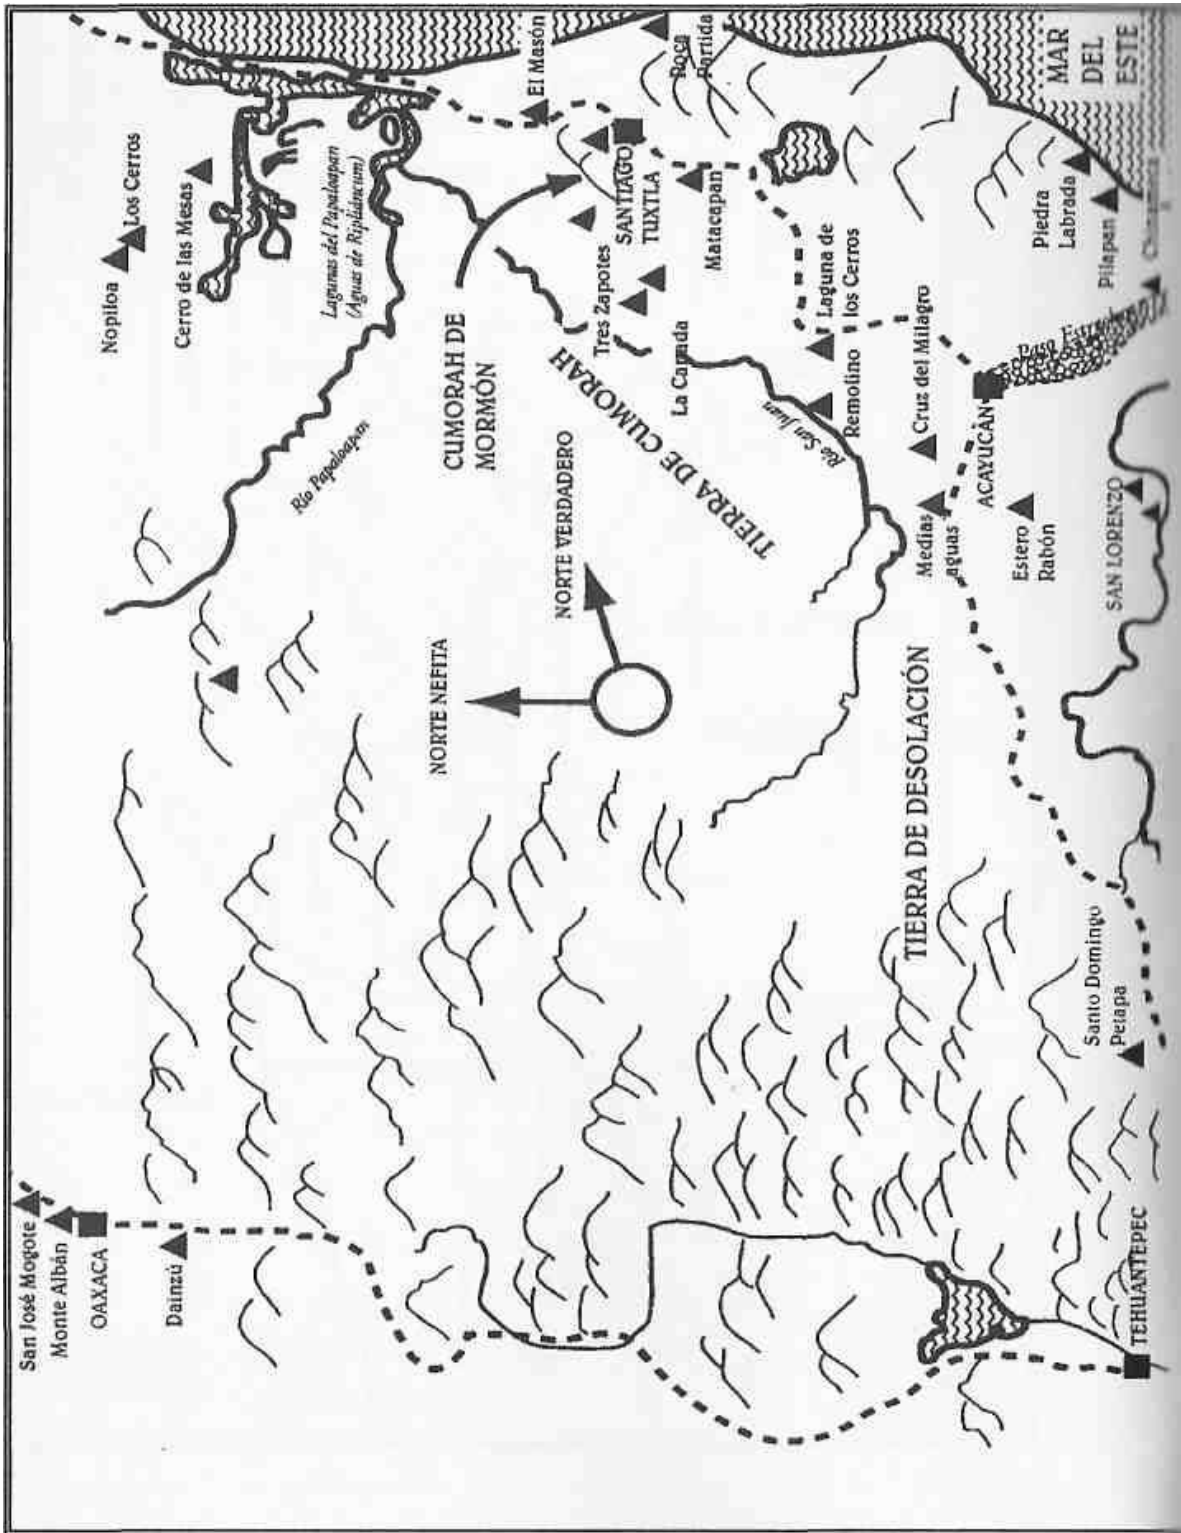 San José Mogote
Monte Albán
OAXACA
Dainzú
Nopiloa
Los Cerros
Cerro de las Mesas
Lagunas del Papaloapan
(Aguas de Ripliáncum)
Río Papaloapan
CUMORAH DE
MORMÓN
NORTE NEFITA
NORTE VERDADERO
TIERRA DE CUMORAH
El Masón
Roca
Partida
SANTIAGO
TUXTLA
Tres Zapotes
Matacapan
La Cañada
Laguna de
los Cerros
Remolino
Río San Juan
Cruz del Milagro
Medias
aguas
ACAYUCÁN
Estero
Rabón
SAN LORENZO
Paso
Piedra
Labrada
Pilapan
MAR
DEL
ESTE
TIERRA DE DESOLACIÓN
Santo Domingo
Petapa
TEHUANTEPEC